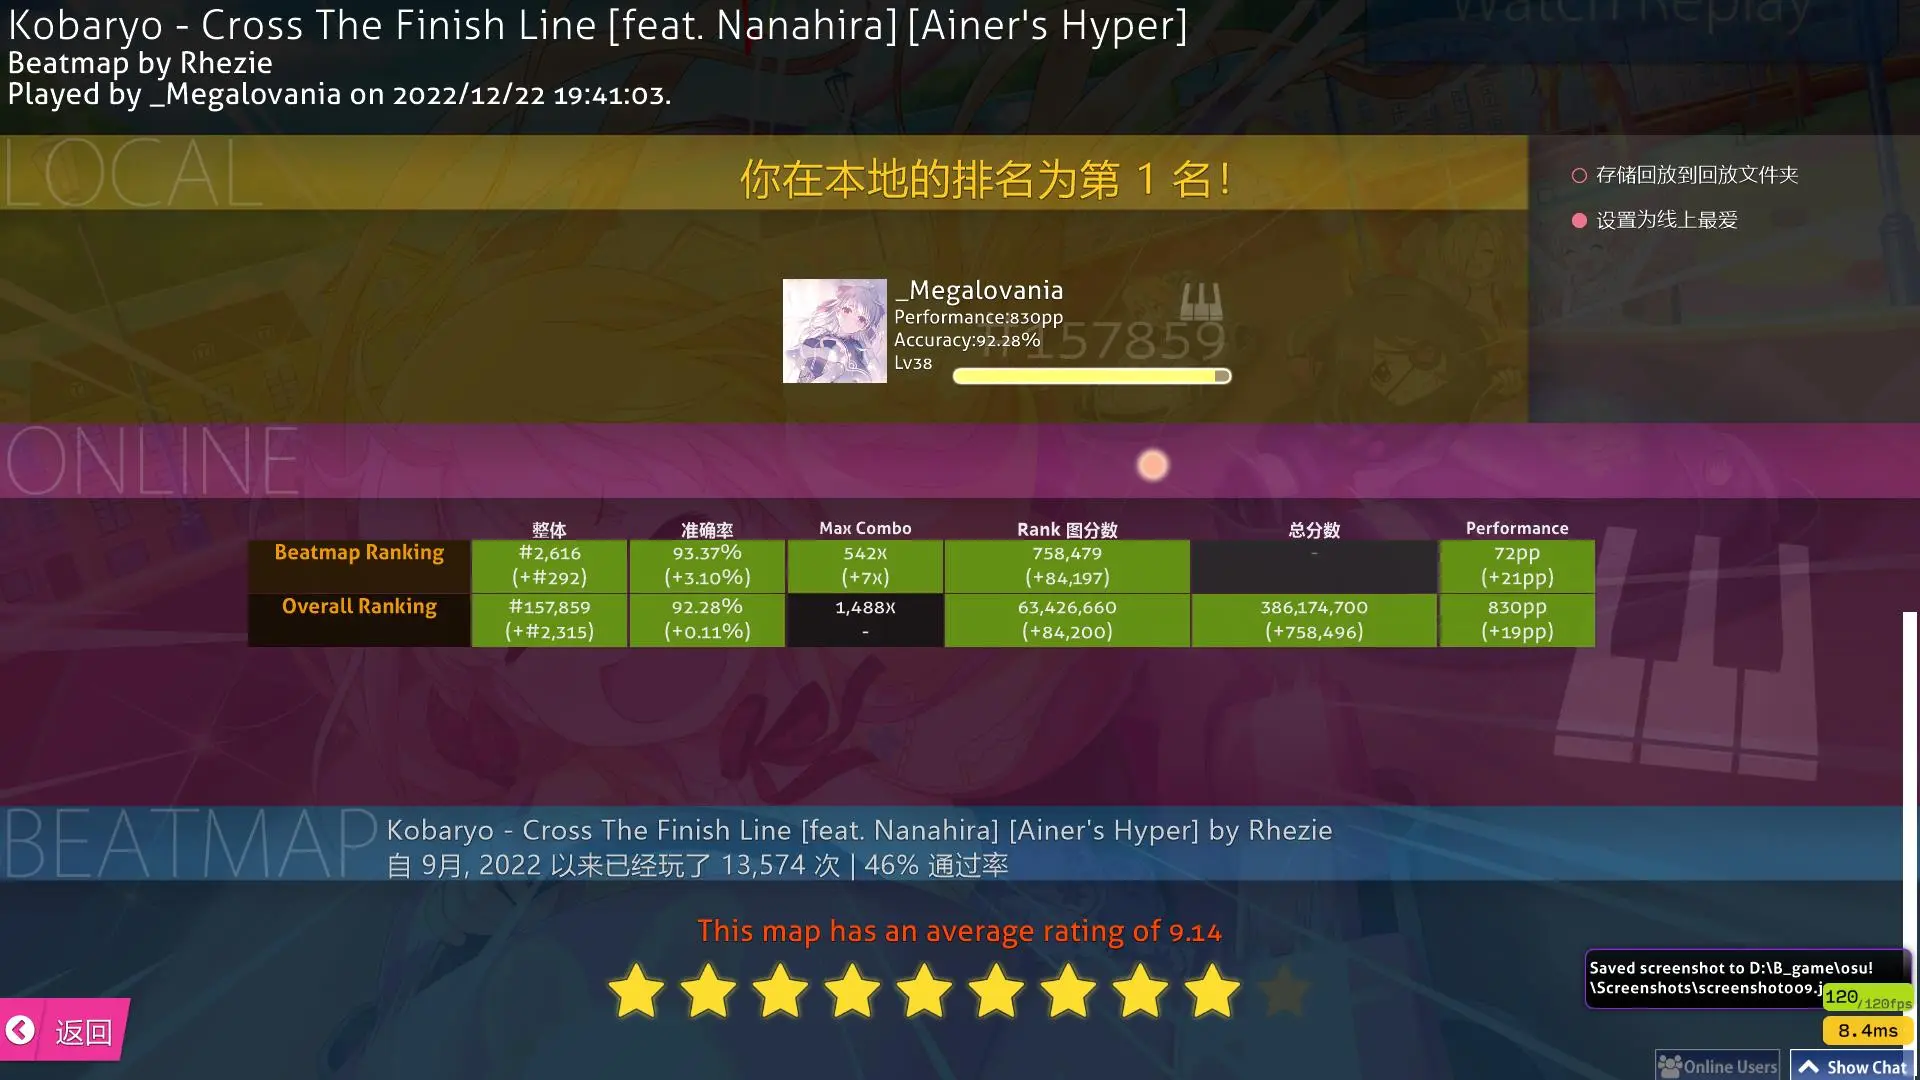 Kobaryo - Cross The Finish Line [feat. Nanahira] [Ainer's Hyper]
Watch Replay
Beatmap by Rhezie
Played by _Megalovania on 2022/12/22 19:41:03.
LOCAL
你在本地的排名为第 1 名!
存储回放到回放文件夹
设置为线上最爱
_Megalovania
Performance:830pp
#157859
Accuracy:92.28%
Lv38
ONLINE
整体 准确率 Max Combo Rank 图分数 总分数 Performance
Beatmap Ranking #2,616 93.37% 542x 758,479 - 72pp
(+#292) (+3.10%) (+7x) (+84,197) (+21pp)
Overall Ranking #157,859 92.28% 1,488x 63,426,660 386,174,700 830pp
(+#2,315) (+0.11%) - (+84,200) (+758,496) (+19pp)
BEATMAP
Kobaryo - Cross The Finish Line [feat. Nanahira] [Ainer's Hyper] by Rhezie
自 9月, 2022 以来已经玩了 13,574 次 | 46% 通过率
This map has an average rating of 9.14
Saved screenshot to D:\B_game\osu!
\Screenshots\screenshot009.j
120/120fps
8.4ms
返回
Online Users
Show Chat